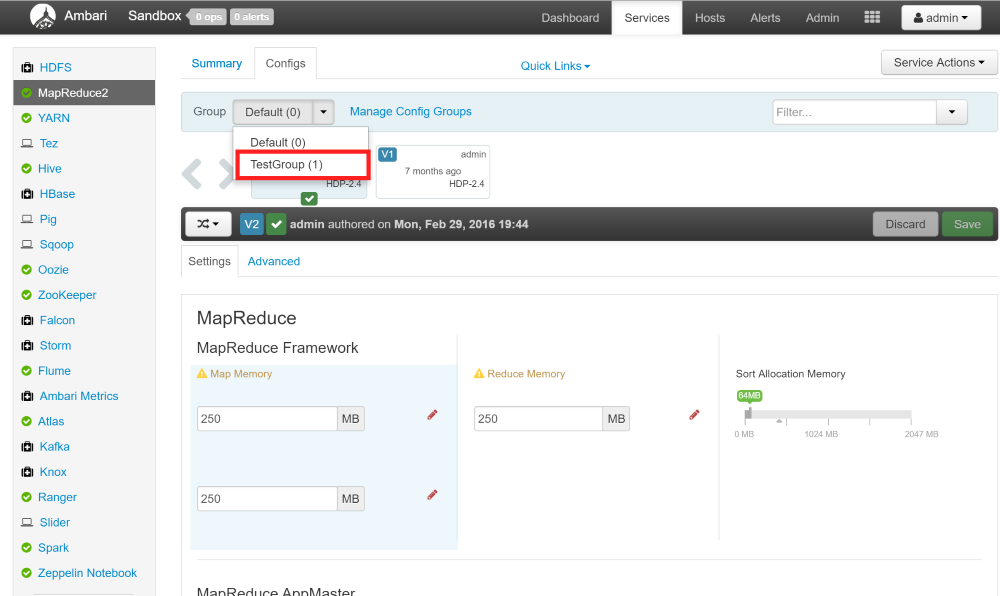 Ambari Sandbox 0 ops 0 alerts Dashboard Services Hosts Alerts Admin admin
HDFS
MapReduce2
YARN
Tez
Hive
HBase
Pig
Sqoop
Oozie
ZooKeeper
Falcon
Storm
Flume
Ambari Metrics
Atlas
Kafka
Knox
Ranger
Slider
Spark
Zeppelin Notebook
Summary Configs Quick Links Service Actions
Group Default (0) Manage Config Groups Filter...
Default (0)
TestGroup (1)
HDP-2.4
V1 admin
7 months ago
HDP-2.4
V2 admin authored on Mon, Feb 29, 2016 19:44 Discard Save
Settings Advanced
MapReduce
MapReduce Framework
Map Memory
250 MB
250 MB
Reduce Memory
250 MB
Sort Allocation Memory
64MB
0 MB 1024 MB 2047 MB
MapReduce AppMaster